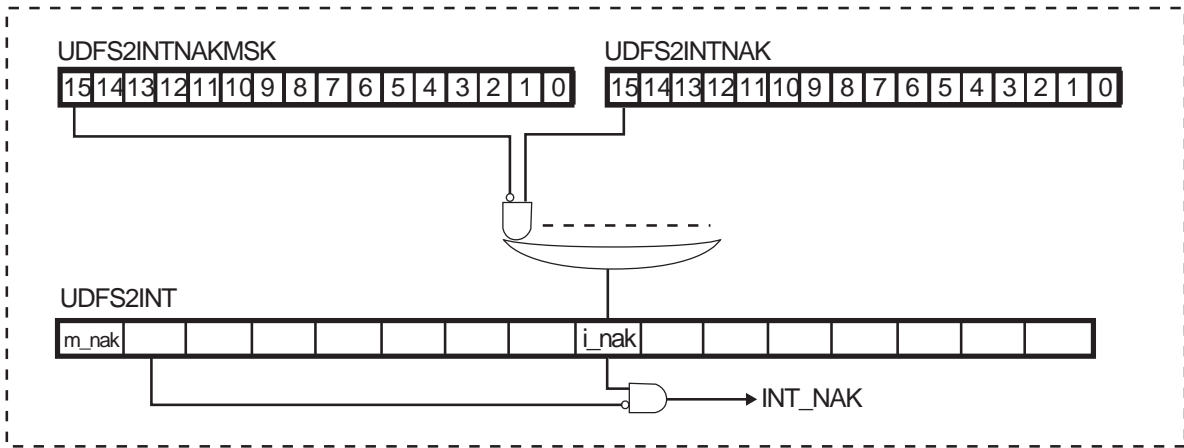 UDFS2INTNAKMSK
15 14 13 12 11 10 9 8 7 6 5 4 3 2 1 0
UDFS2INTNAK
15 14 13 12 11 10 9 8 7 6 5 4 3 2 1 0
UDFS2INT
m_nak i_nak
INT_NAK